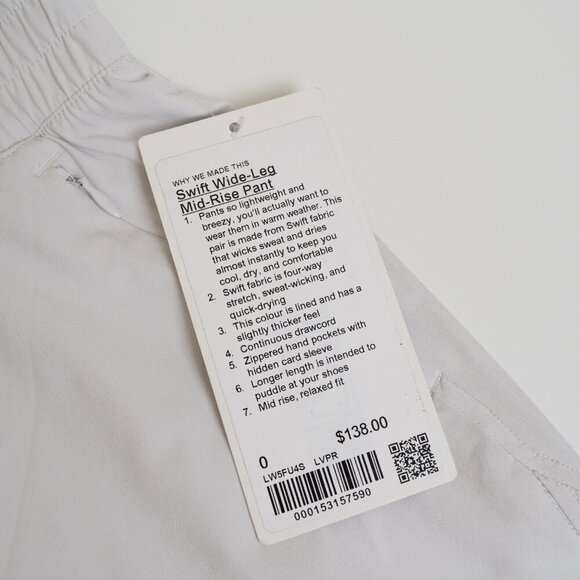 WHY WE MADE THIS
Swift Wide-Leg
Mid-Rise Pant
1. Pants so lightweight and
breezy, you'll actually want to
wear them in warm weather. This
pair is made from Swift fabric
that wicks sweat and dries
almost instantly to keep you
cool, dry, and comfortable
2. Swift fabric is four-way
stretch, sweat-wicking, and
quick-drying
3. This colour is lined and has a
slightly thicker feel
4. Continuous drawcord
5. Zippered hand pockets with
hidden card sleeve
6. Longer length is intended to
puddle at your shoes
7. Mid rise, relaxed fit
0 $138.00
LW5FU4S LVPR
000153157590